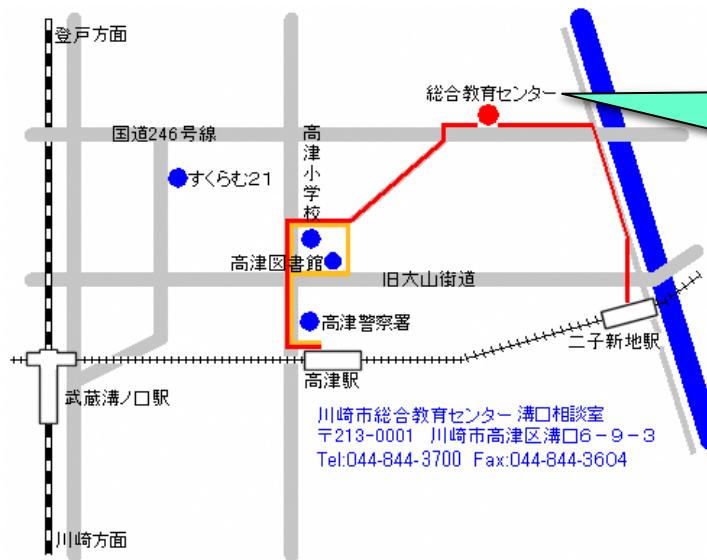 登戸方面
総合教育センター
国道246号線
高津小学校
すくらむ21
高津図書館
旧大山街道
高津警察署
二子新地駅
高津駅
武蔵溝ノ口駅
川崎市総合教育センター 溝口相談室
〒213-0001 川崎市高津区溝口6-9-3
Tel:044-844-3700 Fax:044-844-3604
川崎方面